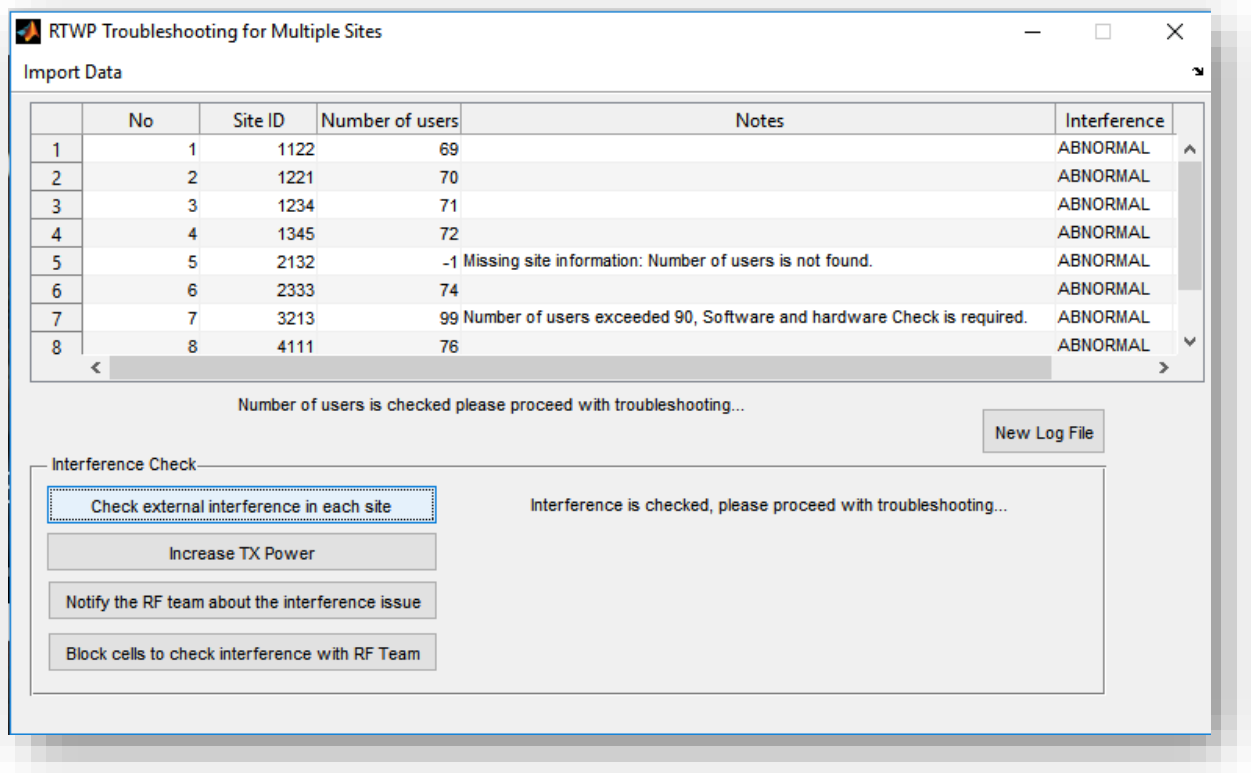 RTWP Troubleshooting for Multiple Sites
Import Data
No Site ID Number of users Notes Interference
1 1 1122 69 ABNORMAL
2 2 1221 70 ABNORMAL
3 3 1234 71 ABNORMAL
4 4 1345 72 ABNORMAL
5 5 2132 -1 Missing site information: Number of users is not found. ABNORMAL
6 6 2333 74 ABNORMAL
7 7 3213 99 Number of users exceeded 90, Software and hardware Check is required. ABNORMAL
8 8 4111 76 ABNORMAL
Number of users is checked please proceed with troubleshooting...
New Log File
Interference Check
Check external interference in each site
Interference is checked, please proceed with troubleshooting...
Increase TX Power
Notify the RF team about the interference issue
Block cells to check interference with RF Team